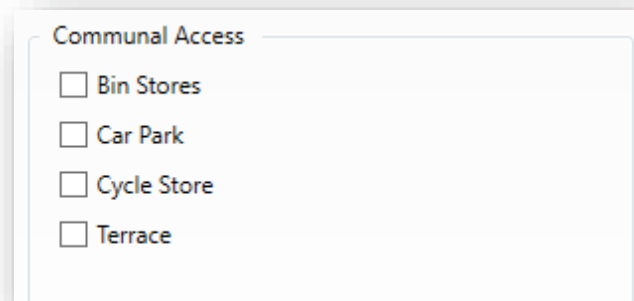 Communal Access
Bin Stores
Car Park
Cycle Store
Terrace